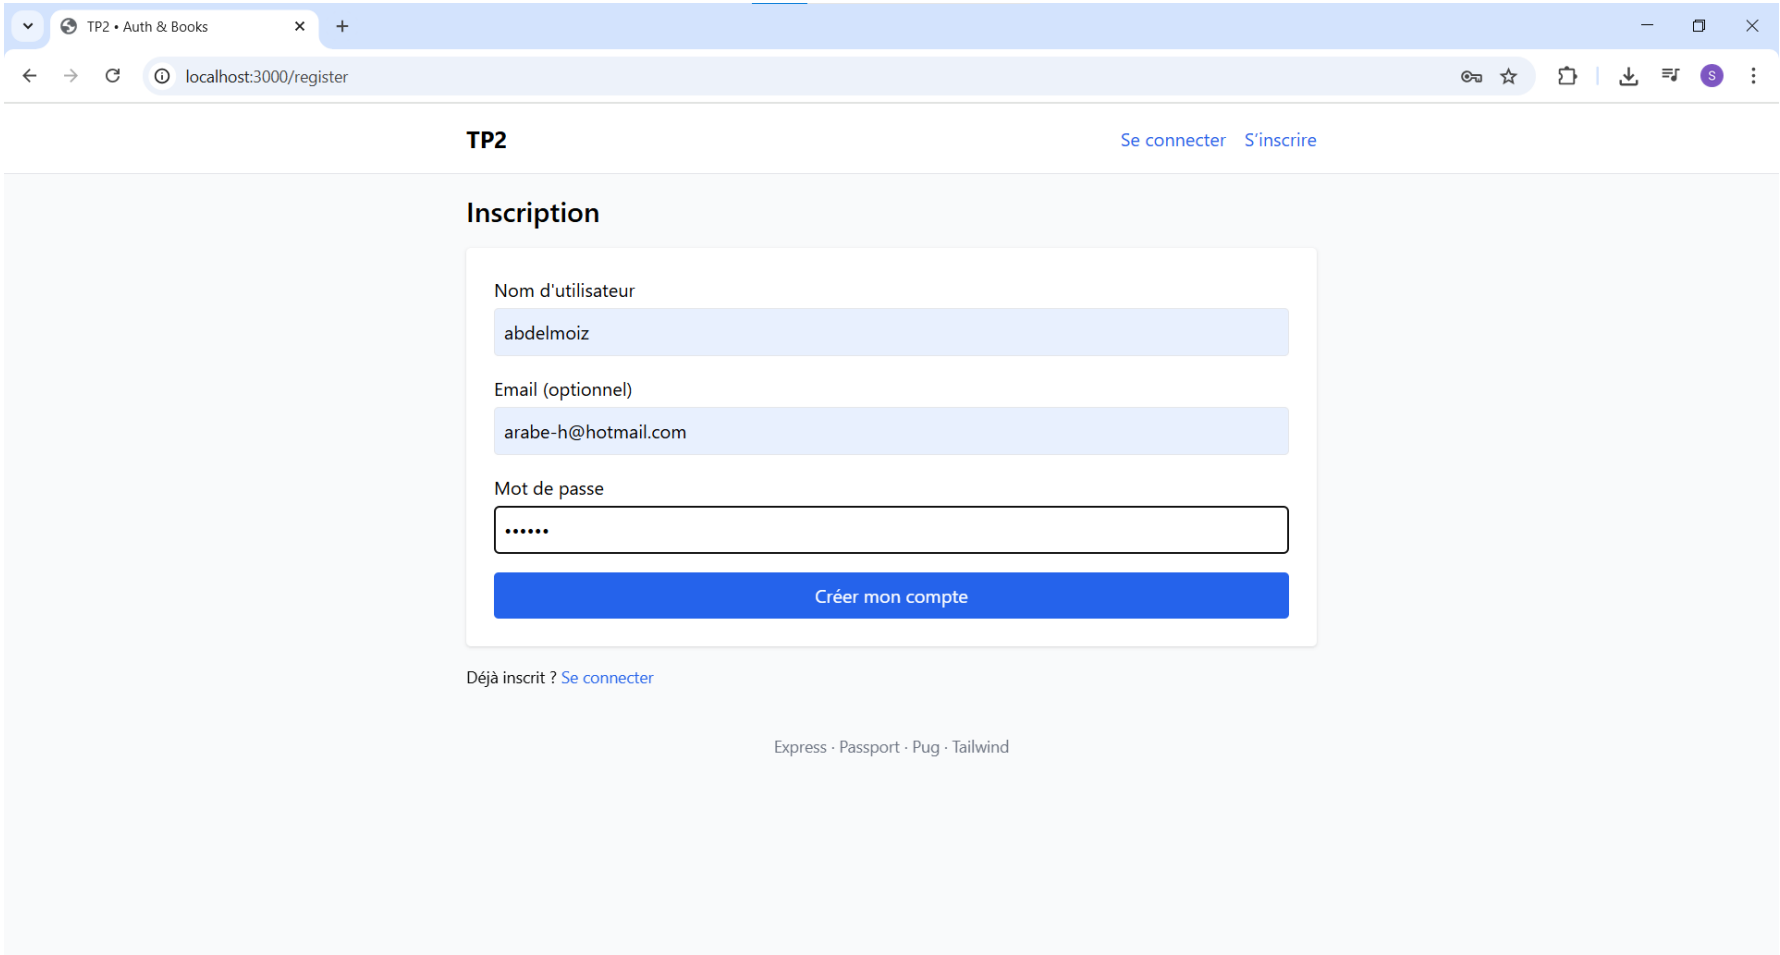 TP2 • Auth & Books
localhost:3000/register
S
TP2
Se connecter S'inscrire
Inscription
Nom d'utilisateur
abdelmoiz
Email (optionnel)
arabe-h@hotmail.com
Mot de passe
••••••
Créer mon compte
Déjà inscrit ? Se connecter
Express · Passport · Pug · Tailwind